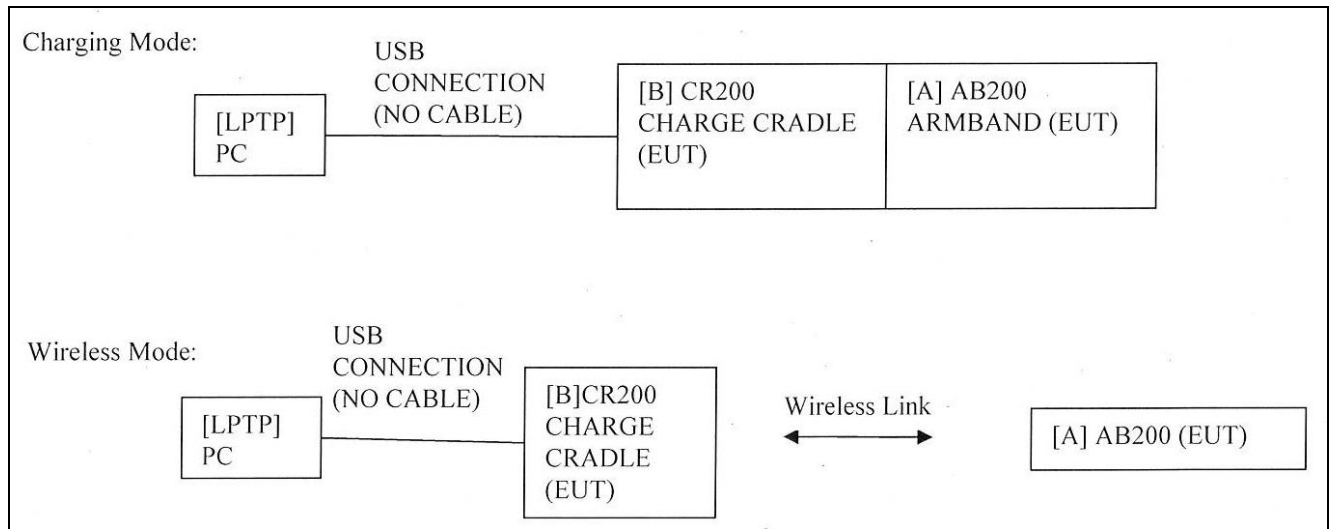 Charging Mode:
USB
CONNECTION
(NO CABLE)
[LPTP]
PC
[B] CR200
CHARGE CRADLE
(EUT)
[A] AB200
ARMBAND (EUT)
Wireless Mode:
USB
CONNECTION
(NO CABLE)
[LPTP]
PC
[B]CR200
CHARGE
CRADLE
(EUT)
Wireless Link
[A] AB200 (EUT)